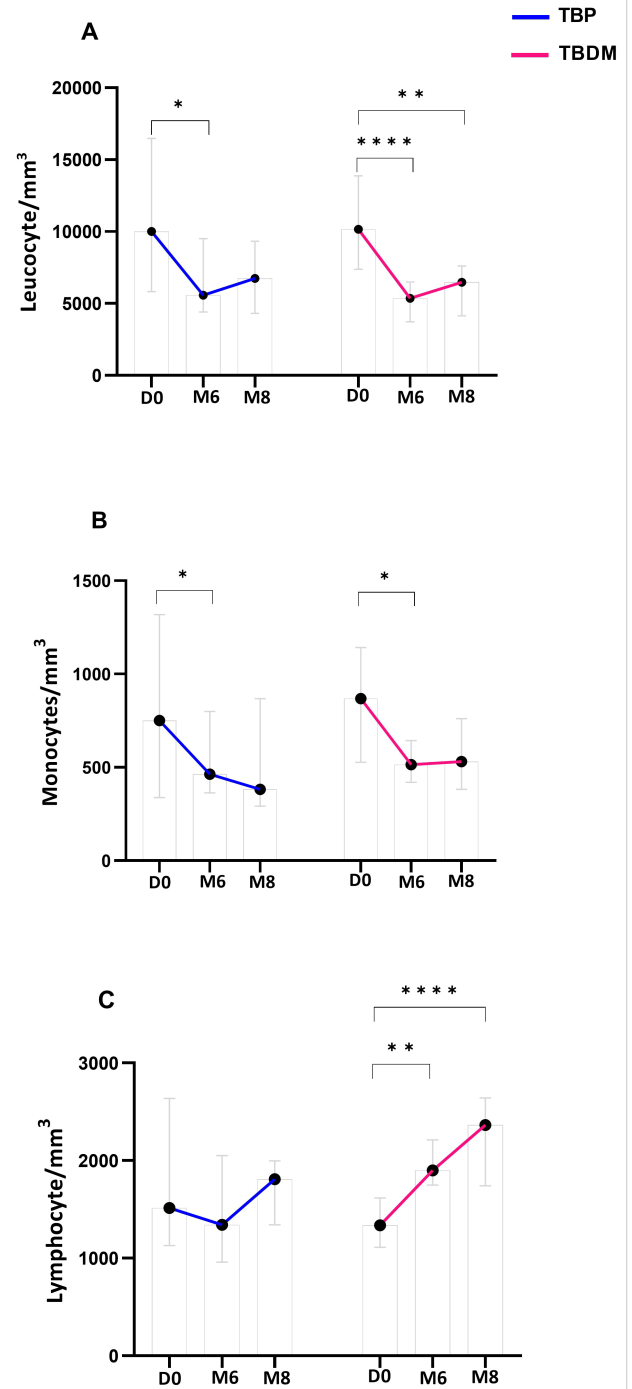 TBP
TBDM
A
Leucocyte/mm³
20000
15000
10000
5000
0
*
* * * *
* *
D0 M6 M8 D0 M6 M8
B
Monocytes/mm³
1500
1000
500
0
*
*
D0 M6 M8 D0 M6 M8
C
Lymphocyte/mm³
3000
2000
1000
0
* * * *
* *
D0 M6 M8 D0 M6 M8